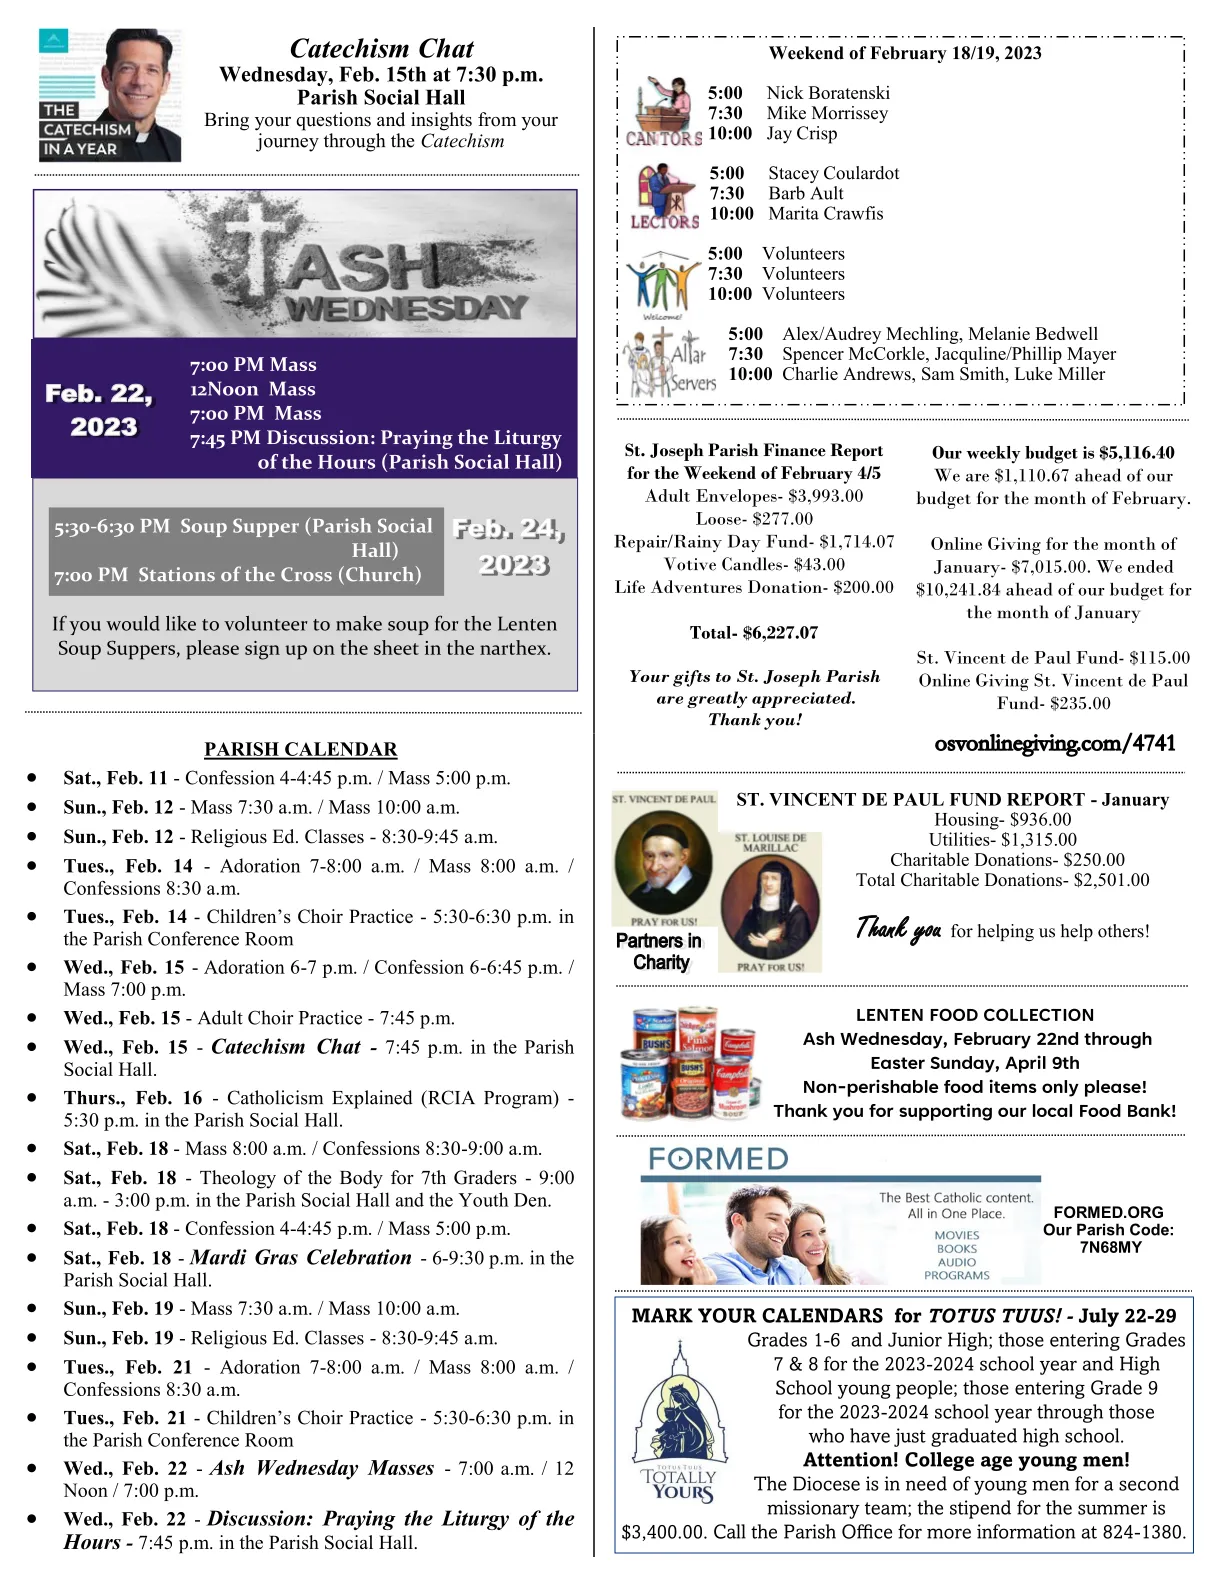 THE
CATECHISM
IN A YEAR
Catechism Chat
Wednesday, Feb. 15th at 7:30 p.m.
Parish Social Hall
Bring your questions and insights from your
journey through the Catechism
ASH
WEDNESDAY
Feb. 22,
2023
7:00 PM Mass
12Noon Mass
7:00 PM Mass
7:45 PM Discussion: Praying the Liturgy
of the Hours (Parish Social Hall)
5:30-6:30 PM Soup Supper (Parish Social
Hall)
7:00 PM Stations of the Cross (Church)
Feb. 24,
2023
If you would like to volunteer to make soup for the Lenten
Soup Suppers, please sign up on the sheet in the narthex.
PARISH CALENDAR
• Sat., Feb. 11 - Confession 4-4:45 p.m. / Mass 5:00 p.m.
• Sun., Feb. 12 - Mass 7:30 a.m. / Mass 10:00 a.m.
• Sun., Feb. 12 - Religious Ed. Classes - 8:30-9:45 a.m.
• Tues., Feb. 14 - Adoration 7-8:00 a.m. / Mass 8:00 a.m. /
Confessions 8:30 a.m.
• Tues., Feb. 14 - Children's Choir Practice - 5:30-6:30 p.m. in
the Parish Conference Room
• Wed., Feb. 15 - Adoration 6-7 p.m. / Confession 6-6:45 p.m. /
Mass 7:00 p.m.
• Wed., Feb. 15 - Adult Choir Practice - 7:45 p.m.
• Wed., Feb. 15 - Catechism Chat - 7:45 p.m. in the Parish
Social Hall.
• Thurs., Feb. 16 - Catholicism Explained (RCIA Program) -
5:30 p.m. in the Parish Social Hall.
• Sat., Feb. 18 - Mass 8:00 a.m. / Confessions 8:30-9:00 a.m.
• Sat., Feb. 18 - Theology of the Body for 7th Graders - 9:00
a.m. - 3:00 p.m. in the Parish Social Hall and the Youth Den.
• Sat., Feb. 18 - Confession 4-4:45 p.m. / Mass 5:00 p.m.
• Sat., Feb. 18 - Mardi Gras Celebration - 6-9:30 p.m. in the
Parish Social Hall.
• Sun., Feb. 19 - Mass 7:30 a.m. / Mass 10:00 a.m.
• Sun., Feb. 19 - Religious Ed. Classes - 8:30-9:45 a.m.
• Tues., Feb. 21 - Adoration 7-8:00 a.m. / Mass 8:00 a.m. /
Confessions 8:30 a.m.
• Tues., Feb. 21 - Children's Choir Practice - 5:30-6:30 p.m. in
the Parish Conference Room
• Wed., Feb. 22 - Ash Wednesday Masses - 7:00 a.m. / 12
Noon / 7:00 p.m.
• Wed., Feb. 22 - Discussion: Praying the Liturgy of the
Hours - 7:45 p.m. in the Parish Social Hall.
Weekend of February 18/19, 2023
CANTORS
5:00 Nick Boratenski
7:30 Mike Morrissey
10:00 Jay Crisp
LECTORS
5:00 Stacey Coulardot
7:30 Barb Ault
10:00 Marita Crawfis
Welcome!
5:00 Volunteers
7:30 Volunteers
10:00 Volunteers
Altar
Servers
5:00 Alex/Audrey Mechling, Melanie Bedwell
7:30 Spencer McCorkle, Jacquline/Phillip Mayer
10:00 Charlie Andrews, Sam Smith, Luke Miller
St. Joseph Parish Finance Report
for the Weekend of February 4/5
Adult Envelopes- $3,993.00
Loose- $277.00
Repair/Rainy Day Fund- $1,714.07
Votive Candles- $43.00
Life Adventures Donation- $200.00
Total- $6,227.07
Your gifts to St. Joseph Parish
are greatly appreciated.
Thank you!
Our weekly budget is $5,116.40
We are $1,110.67 ahead of our
budget for the month of February.
Online Giving for the month of
January- $7,015.00. We ended
$10,241.84 ahead of our budget for
the month of January
St. Vincent de Paul Fund- $115.00
Online Giving St. Vincent de Paul
Fund- $235.00
osvonlinegiving.com/4741
ST. VINCENT DE PAUL
PRAY FOR US!
ST. LOUISE DE
MARILLAC
PRAY FOR US!
Partners in
Charity
ST. VINCENT DE PAUL FUND REPORT - January
Housing- $936.00
Utilities- $1,315.00
Charitable Donations- $250.00
Total Charitable Donations- $2,501.00
Thank you for helping us help others!
BUSH'S
Pink
Salmon
Campbell's
BUSH'S
Campbell's
Mushroom
SOUP
LENTEN FOOD COLLECTION
Ash Wednesday, February 22nd through
Easter Sunday, April 9th
Non-perishable food items only please!
Thank you for supporting our local Food Bank!
FORMED
The Best Catholic content.
All in One Place.
MOVIES
BOOKS
AUDIO
PROGRAMS
FORMED.ORG
Our Parish Code:
7N68MY
MARK YOUR CALENDARS for TOTUS TUUS! - July 22-29
Grades 1-6 and Junior High; those entering Grades
7 & 8 for the 2023-2024 school year and High
School young people; those entering Grade 9
for the 2023-2024 school year through those
who have just graduated high school.
Attention! College age young men!
The Diocese is in need of young men for a second
missionary team; the stipend for the summer is
$3,400.00. Call the Parish Office for more information at 824-1380.
TOTUS TUUS
TOTALLY
YOURS